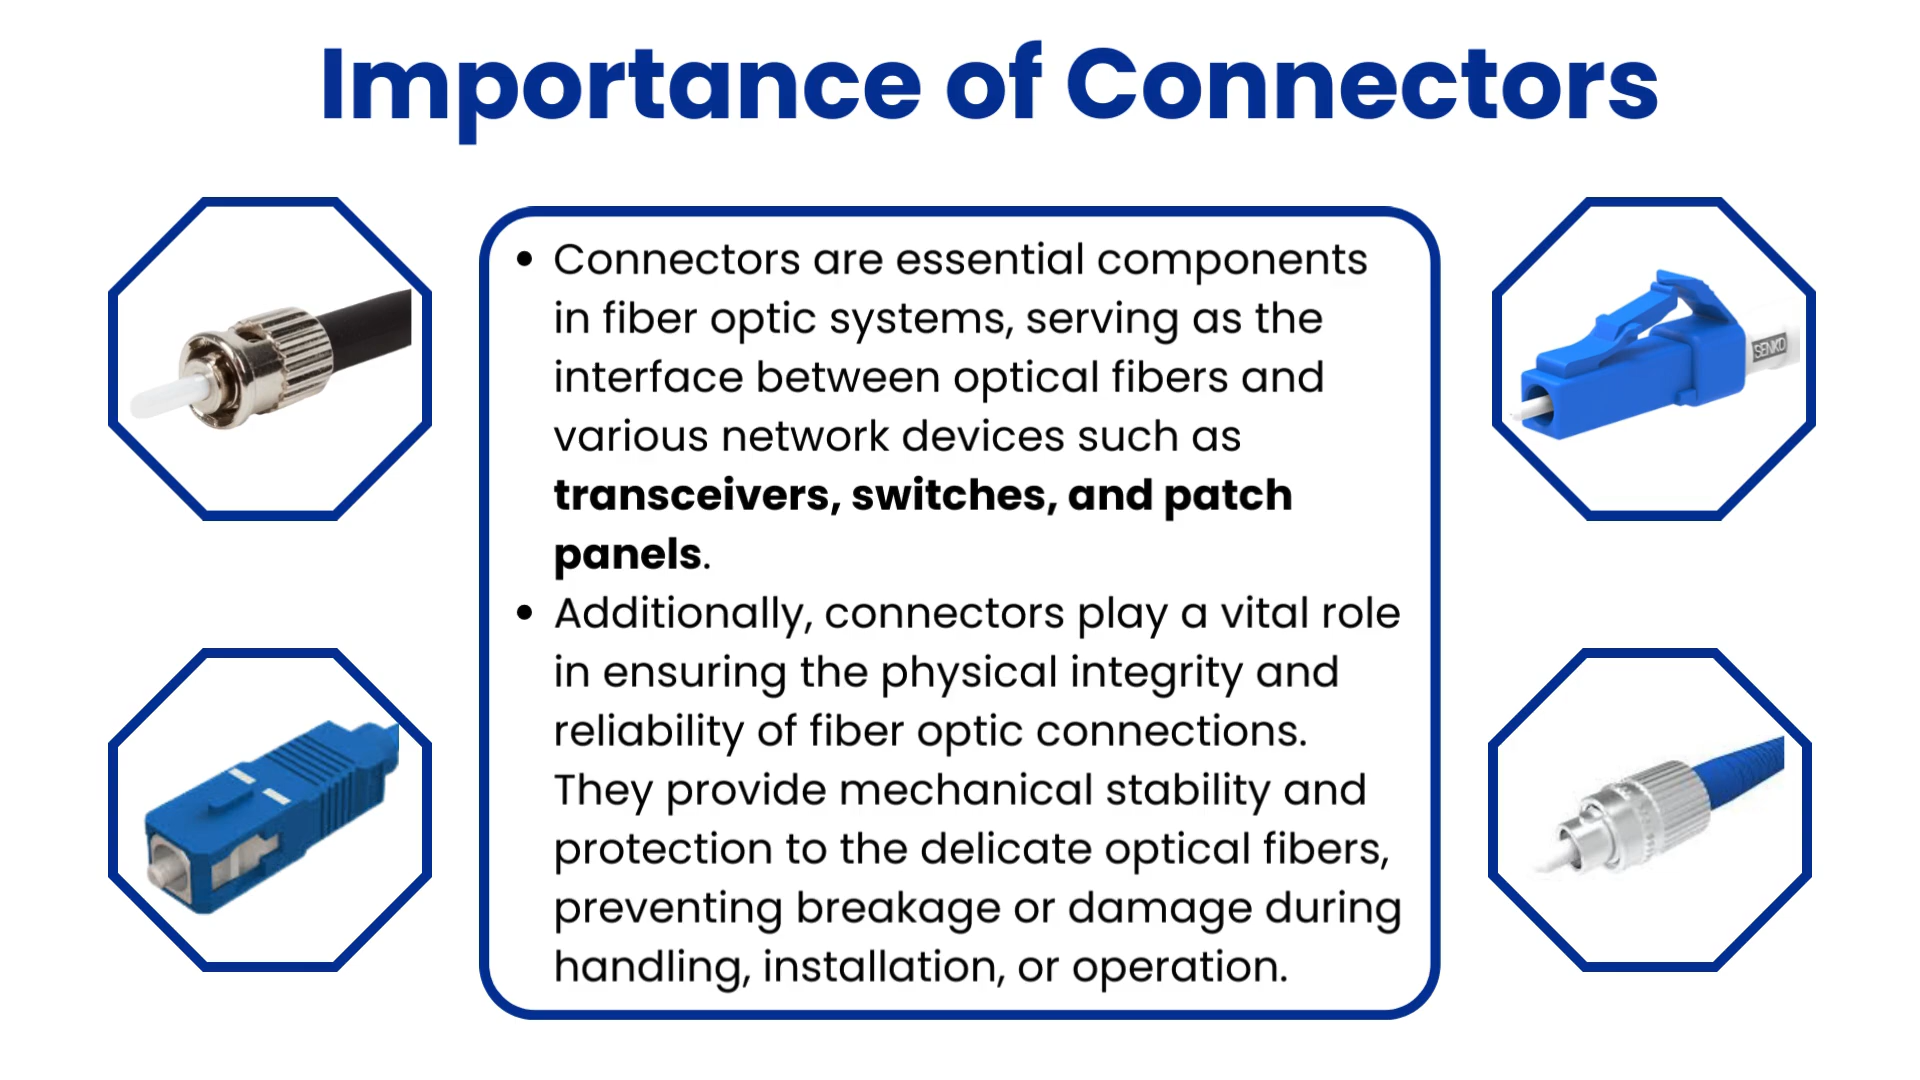 Importance of Connectors
• Connectors are essential components
in fiber optic systems, serving as the
interface between optical fibers and
various network devices such as
transceivers, switches, and patch
panels.
• Additionally, connectors play a vital role
in ensuring the physical integrity and
reliability of fiber optic connections.
They provide mechanical stability and
protection to the delicate optical fibers,
preventing breakage or damage during
handling, installation, or operation.
SENKO